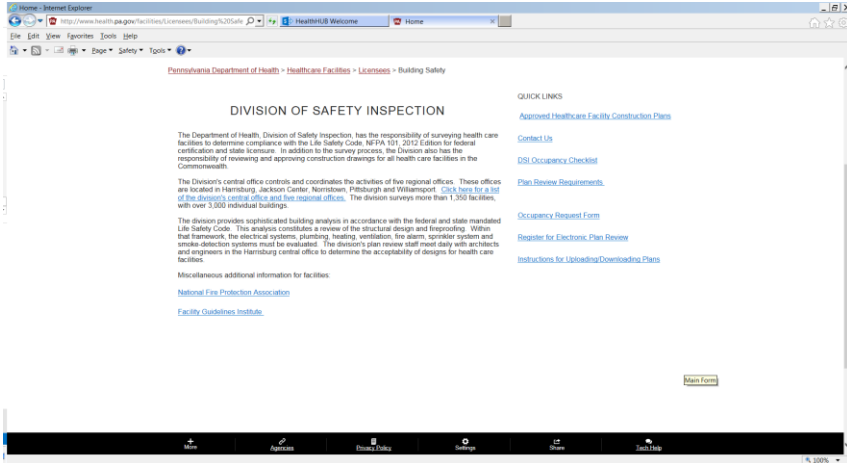 Home - Internet Explorer
http://www.health.pa.gov/facilities/Licensees/Building%20Safe
HealthHUB Welcome
Home
File Edit View Favorites Tools Help
Page Safety Tools
Pennsylvania Department of Health > Healthcare Facilities > Licensees > Building Safety
DIVISION OF SAFETY INSPECTION
The Department of Health, Division of Safety Inspection, has the responsibility of surveying health care
facilities to determine compliance with the Life Safety Code, NFPA 101, 2012 Edition for federal
certification and state licensure. In addition to the survey process, the Division also has the
responsibility of reviewing and approving construction drawings for all health care facilities in the
Commonwealth.
The Division's central office controls and coordinates the activities of five regional offices. These offices
are located in Harrisburg, Jackson Center, Norristown, Pittsburgh and Williamsport. Click here for a list
of the division's central office and five regional offices. The division surveys more than 1,350 facilities,
with over 3,000 individual buildings.
The division provides sophisticated building analysis in accordance with the federal and state mandated
Life Safety Code. This analysis constitutes a review of the structural design and fireproofing. Within
that framework, the electrical systems, plumbing, heating, ventilation, fire alarm, sprinkler system and
smoke-detection systems must be evaluated. The division's plan review staff meet daily with architects
and engineers in the Harrisburg central office to determine the acceptability of designs for health care
facilities.
Miscellaneous additional information for facilities:
National Fire Protection Association
Facility Guidelines Institute
QUICK LINKS
Approved Healthcare Facility Construction Plans
Contact Us
DSI Occupancy Checklist
Plan Review Requirements
Occupancy Request Form
Register for Electronic Plan Review
Instructions for Uploading/Downloading Plans
Main Form
More Agencies Privacy Policy Settings Share Tech Help
100%